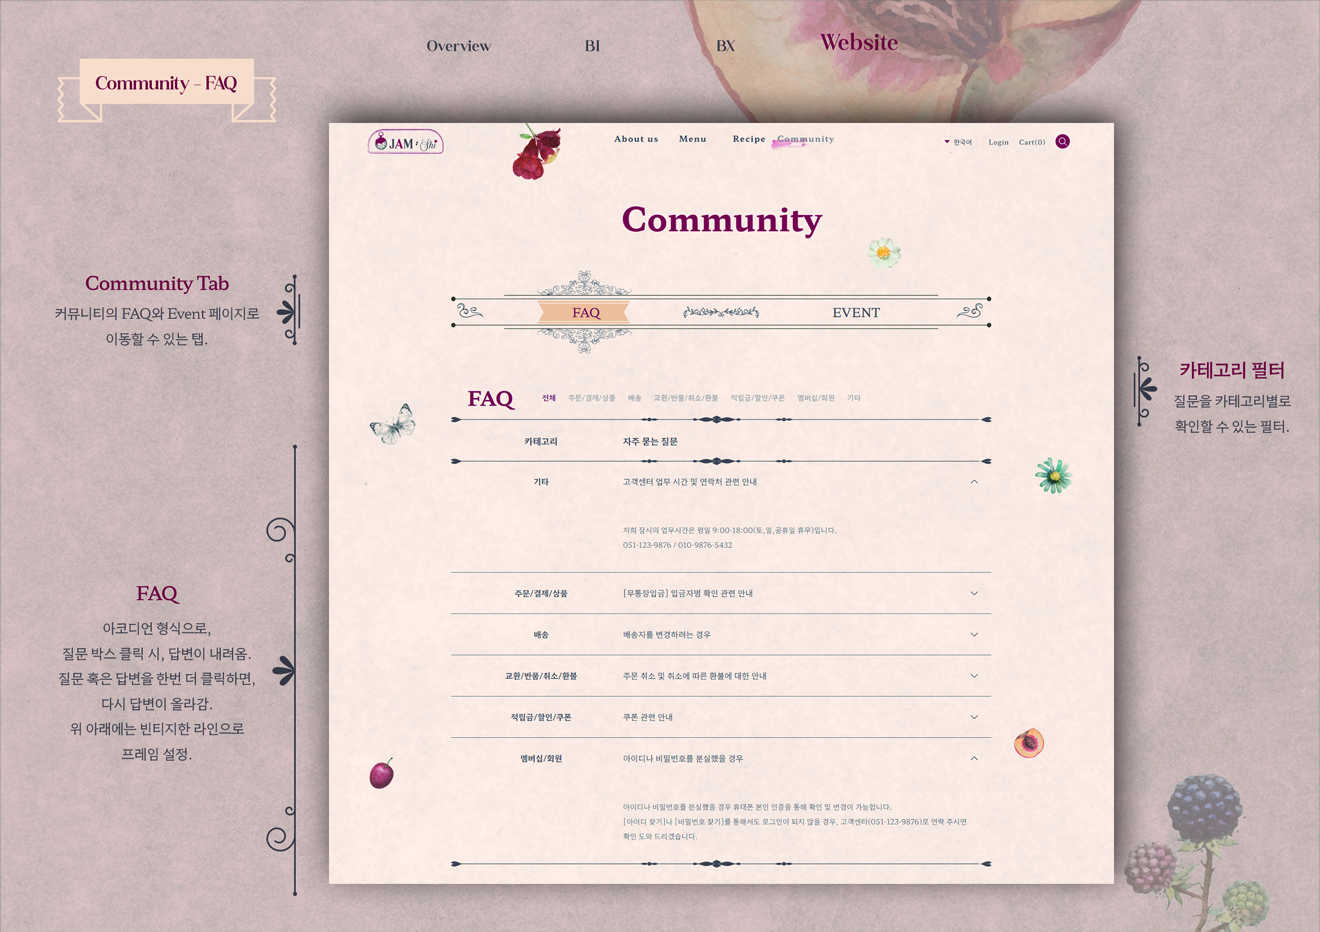 Overview BI BX Website
Community - FAQ
JAM : Shi
About us Menu Recipe Community
한국어 Login Cart(0)
Community
FAQ EVENT
Community Tab
커뮤니티의 FAQ와 Event 페이지로
이동할 수 있는 탭.
카테고리 필터
질문을 카테고리별로
확인할 수 있는 필터.
FAQ 전체 주문/결제/상품 배송 교환/반품/취소/환불 적립금/할인/쿠폰 멤버십/회원 기타
카테고리 자주 묻는 질문
기타 고객센터 업무 시간 및 연락처 관련 안내
저희 잼시의 업무시간은 평일 9:00-18:00(토,일,공휴일 휴무)입니다.
051-123-9876 / 010-9876-5432
주문/결제/상품 [무통장입금] 입금자명 확인 관련 안내
배송 배송지를 변경하려는 경우
교환/반품/취소/환불 주문 취소 및 취소에 따른 환불에 대한 안내
적립금/할인/쿠폰 쿠폰 관련 안내
멤버십/회원 아이디나 비밀번호를 분실했을 경우
아이디나 비밀번호를 분실했을 경우 휴대폰 본인 인증을 통해 확인 및 변경이 가능합니다.
[아이디 찾기]나 [비밀번호 찾기]를 통해서도 로그인이 되지 않을 경우, 고객센터(051-123-9876)로 연락 주시면
확인 도와 드리겠습니다.
FAQ
아코디언 형식으로,
질문 박스 클릭 시, 답변이 내려옴.
질문 혹은 답변을 한번 더 클릭하면,
다시 답변이 올라감.
위 아래에는 빈티지한 라인으로
프레임 설정.